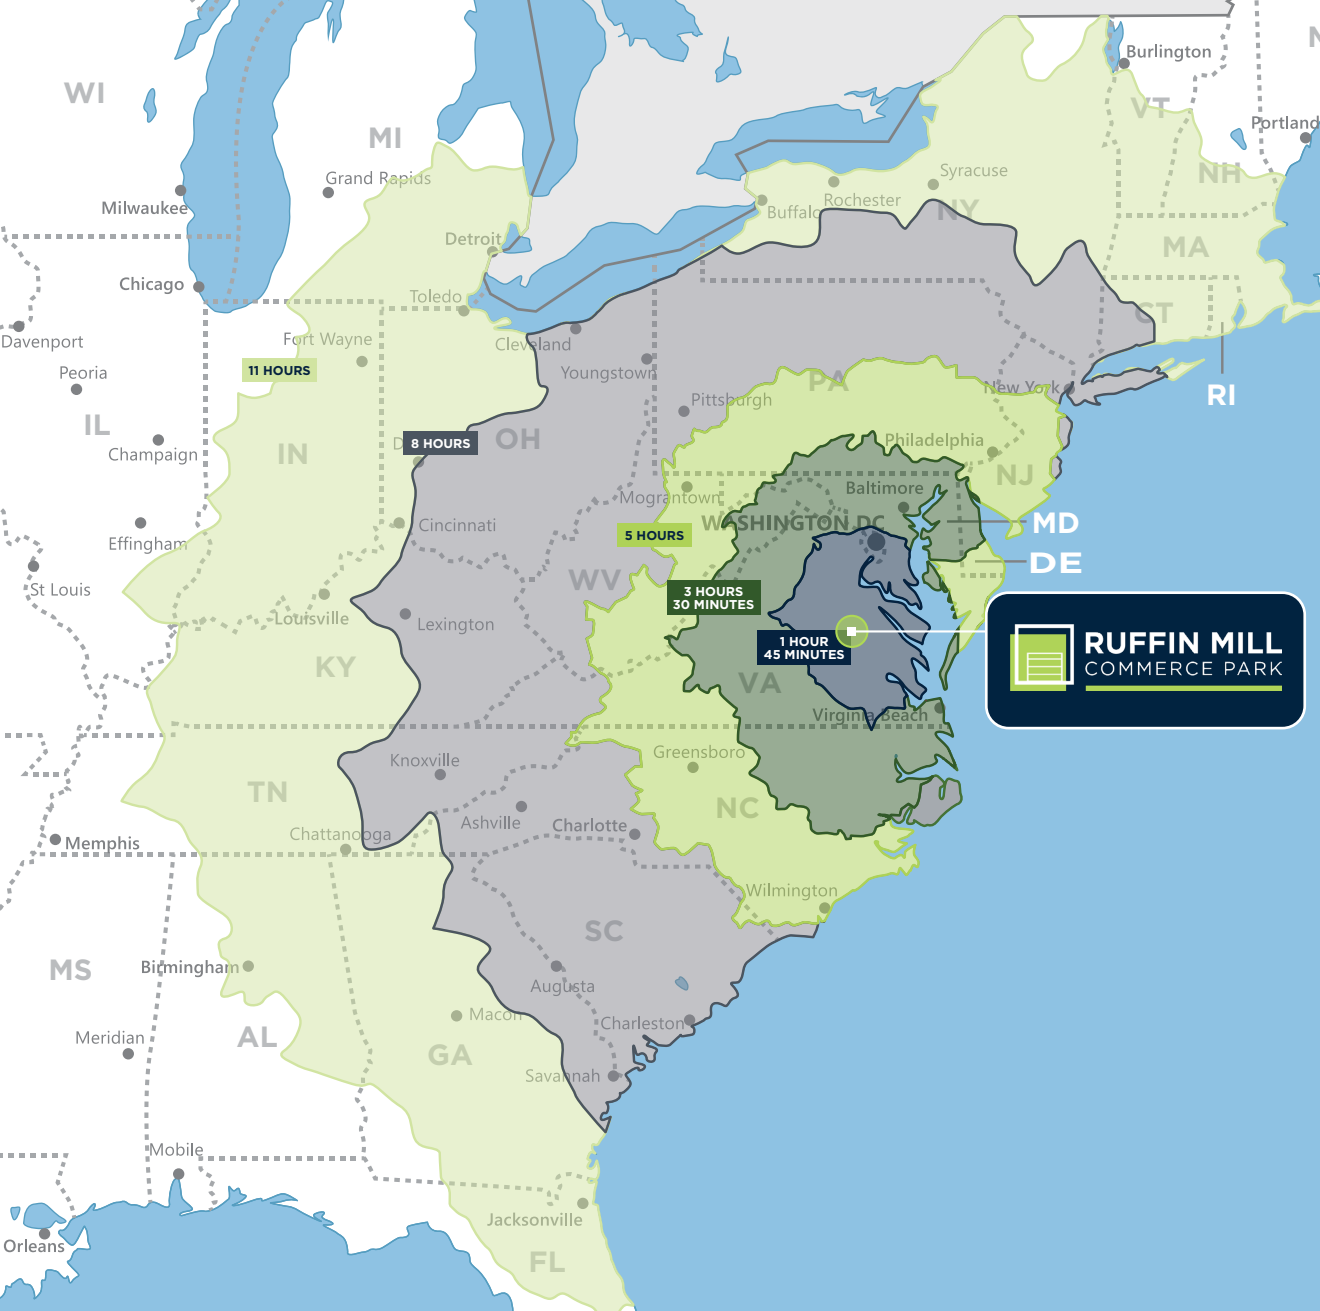 Burlington
WI
VT
N
MI
Portland
Grand Rapids
Syracuse
NH
Milwaukee
Buffalo
Rochester
NY
Detroit
MA
Chicago
Toledo
CT
Davenport
Fort Wayne
Cleveland
11 HOURS
Peoria
Youngstown
PA
New York
RI
Pittsburgh
IL
8 HOURS
OH
D
Champaign
IN
Philadelphia
NJ
Mograntown
Baltimore
Cincinnati
WASHINGTON DC
MD
Effingham
5 HOURS
DE
St Louis
WV
3 HOURS
30 MINUTES
Louisville
Lexington
1 HOUR
45 MINUTES
RUFFIN MILL
COMMERCE PARK
KY
VA
Virginia Beach
Knoxville
Greensboro
TN
NC
Ashville
Charlotte
Chattanooga
Memphis
Wilmington
SC
MS
Birmingham
Augusta
Macon
Charleston
Meridian
AL
GA
Savannah
Mobile
Jacksonville
Orleans
FL